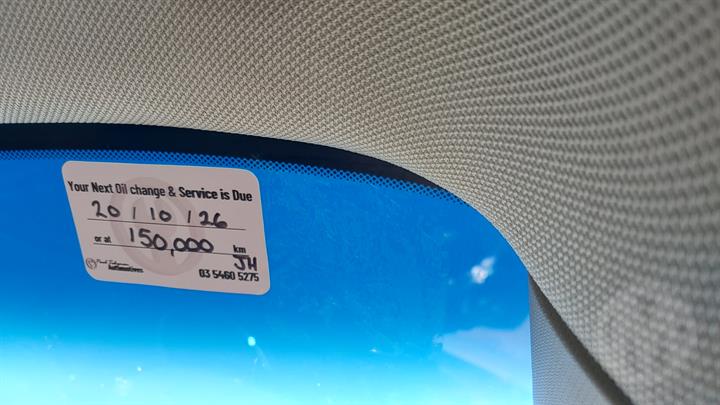 Your Next Oil change & Service is Due
20 / 10 / 26
or at 150,000 km
JH
Automotives
03 5460 5275